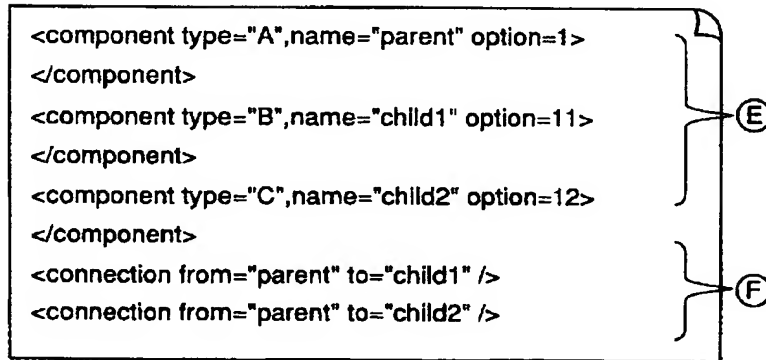 <component type="A",name="parent" option=1>
</component>
<component type="B",name="child1" option=11>
</component>
<component type="C",name="child2" option=12>
</component>
<connection from="parent" to="child1" />
<connection from="parent" to="child2" />
E
F